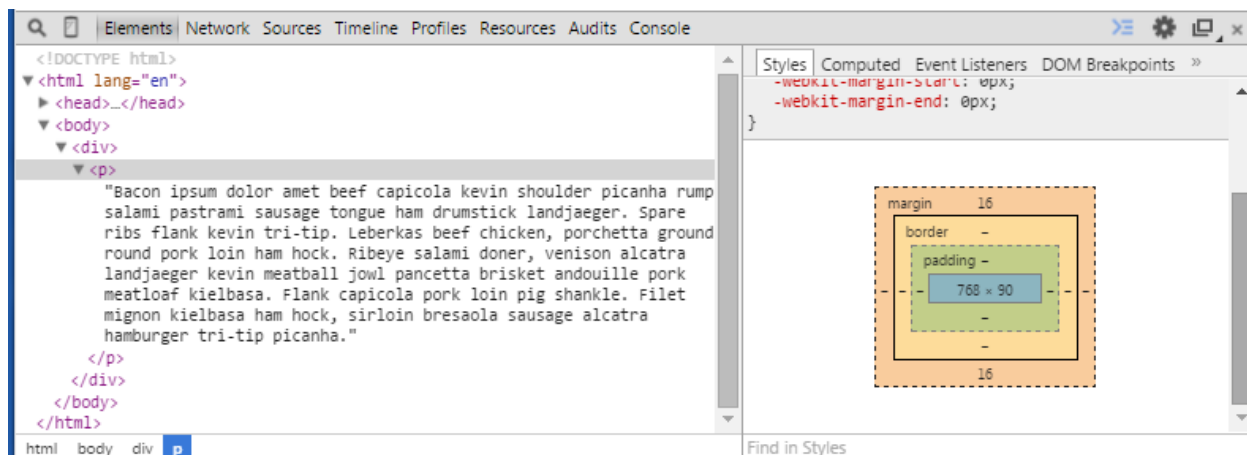 Elements Network Sources Timeline Profiles Resources Audits Console
<!DOCTYPE html>
<html lang="en">
<head>…</head>
<body>
<div>
<p>
"Bacon ipsum dolor amet beef capicola kevin shoulder picanha rump
salami pastrami sausage tongue ham drumstick landjaeger. Spare
ribs flank kevin tri-tip. Leberkas beef chicken, porchetta ground
round pork loin ham hock. Ribeye salami doner, venison alcatra
landjaeger kevin meatball jowl pancetta brisket andouille pork
meatloaf kielbasa. Flank capicola pork loin pig shankle. Filet
mignon kielbasa ham hock, sirloin bresaola sausage alcatra
hamburger tri-tip picanha."
</p>
</div>
</body>
</html>
html body div p
Styles Computed Event Listeners DOM Breakpoints »
-webkit-margin-start: 0px;
-webkit-margin-end: 0px;
}
margin 16
border –
padding –
– – – 768 × 90 – – –
–
–
16
Find in Styles